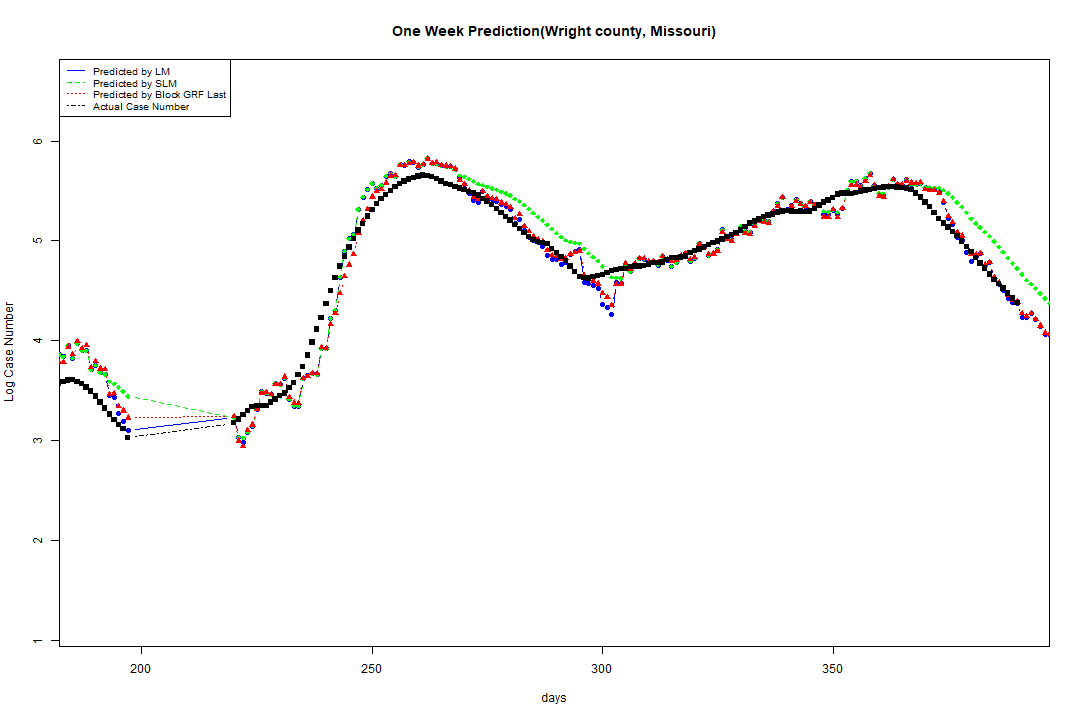 One Week Prediction(Wright county, Missouri)
Predicted by LM
Predicted by SLM
Predicted by Block GRF Last
Actual Case Number
Log Case Number
6
5
4
3
2
1
200
250
300
350
days